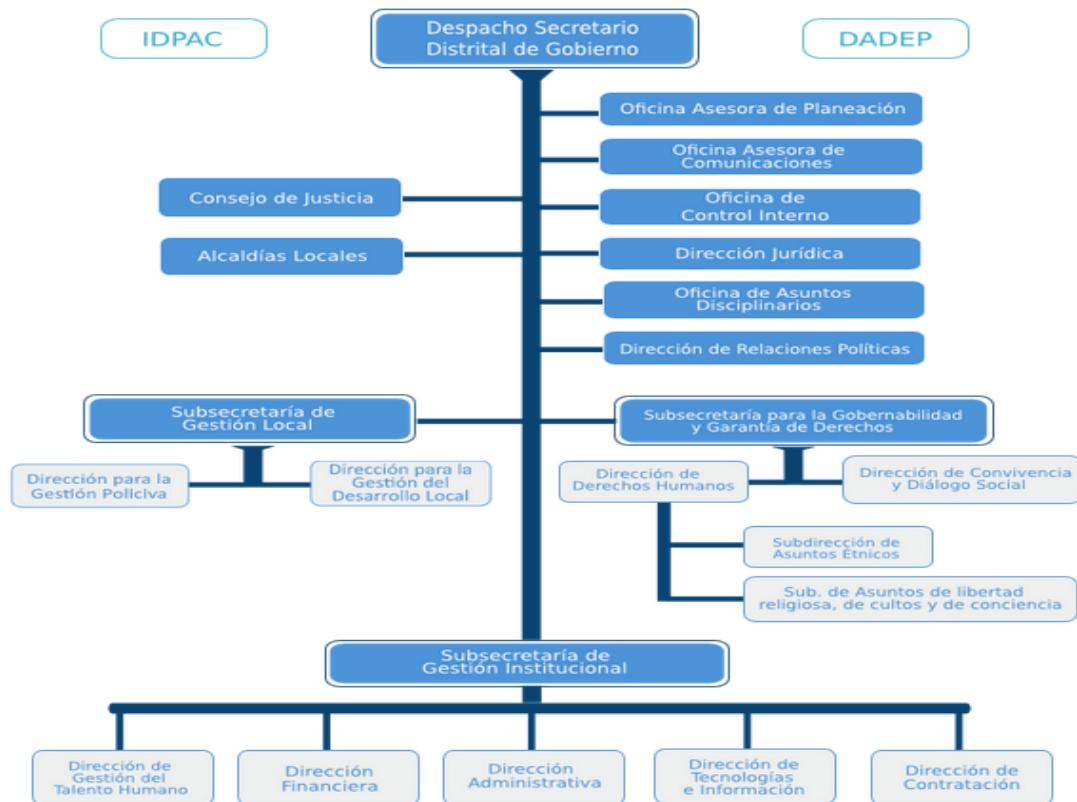 IDPAC
Despacho Secretario
Distrital de Gobierno
DADEP
Oficina Asesora de Planeación
Oficina Asesora de
Comunicaciones
Consejo de Justicia
Oficina de
Control Interno
Alcaldías Locales
Dirección Jurídica
Oficina de Asuntos
Disciplinarios
Dirección de Relaciones Políticas
Subsecretaría de
Gestión Local
Subsecretaría para la Gobernabilidad
y Garantía de Derechos
Dirección para la
Gestión Policiva
Dirección para la
Gestión del
Desarrollo Local
Dirección de
Derechos Humanos
Dirección de Convivencia
y Diálogo Social
Subdirección de
Asuntos Étnicos
Sub. de Asuntos de libertad
religiosa, de cultos y de conciencia
Subsecretaría de
Gestión Institucional
Dirección de
Gestión del
Talento Humano
Dirección
Financiera
Dirección
Administrativa
Dirección de
Tecnologías
e Información
Dirección de
Contratación